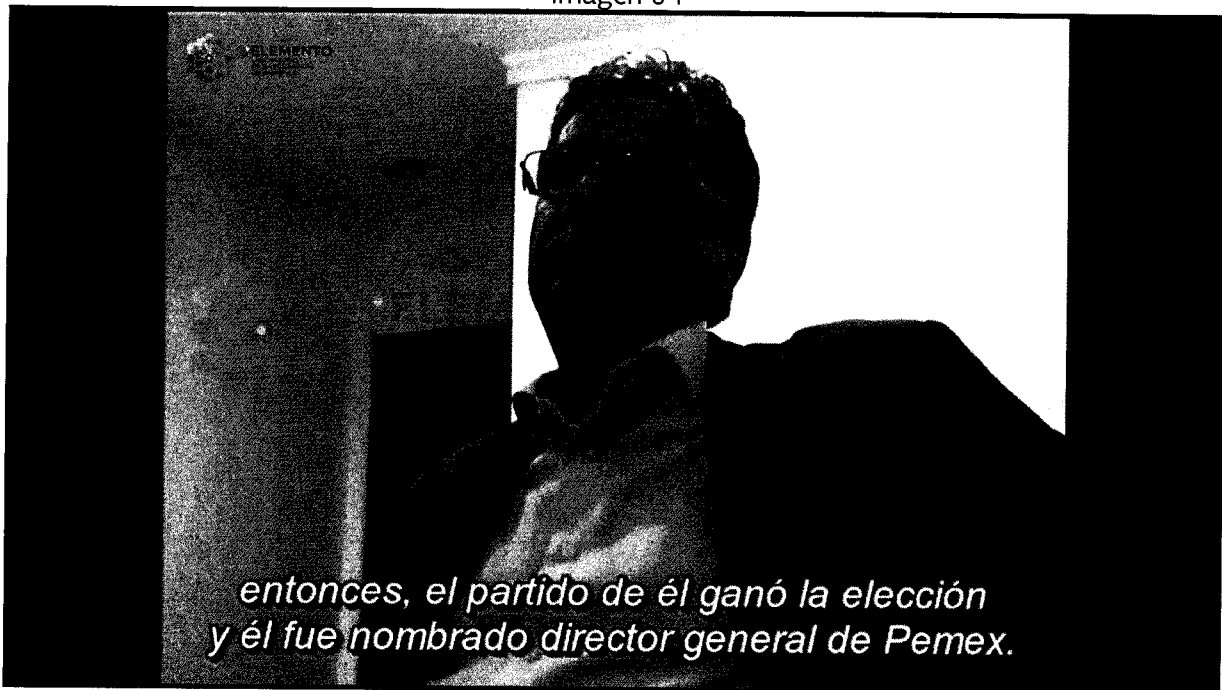 ELEMENTO
entonces, el partido de él ganó la elección
y él fue nombrado director general de Pemex.